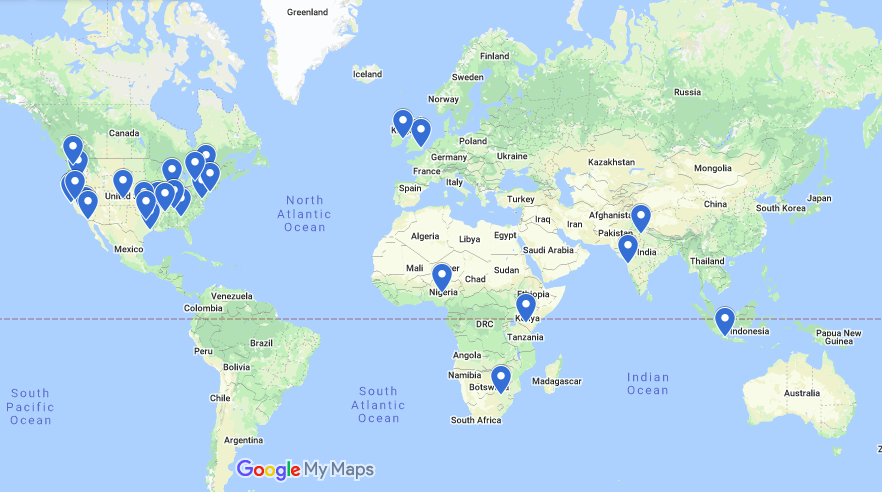 Greenland
Iceland
Finland
Sweden
Norway
Russia
Canada
Poland
Germany
Ukraine
Kazakhstan
Mongolia
France
Spain
Italy
Turkey
China
Japan
South Korea
North
Atlantic
Ocean
Iraq
Iran
Pakistan
India
Algeria
Libya
Egypt
Saudi Arabia
Mexico
Mali
Chad
Sudan
Thailand
Nigeria
Ethiopia
Venezuela
Colombia
DRC
Kenya
Tanzania
Indonesia
Papua New
Guinea
Brazil
Peru
Bolivia
Angola
Namibia
Madagascar
South
Pacific
Ocean
South
Atlantic
Ocean
Indian
Ocean
Chile
Australia
South Africa
Argentina
Google My Maps